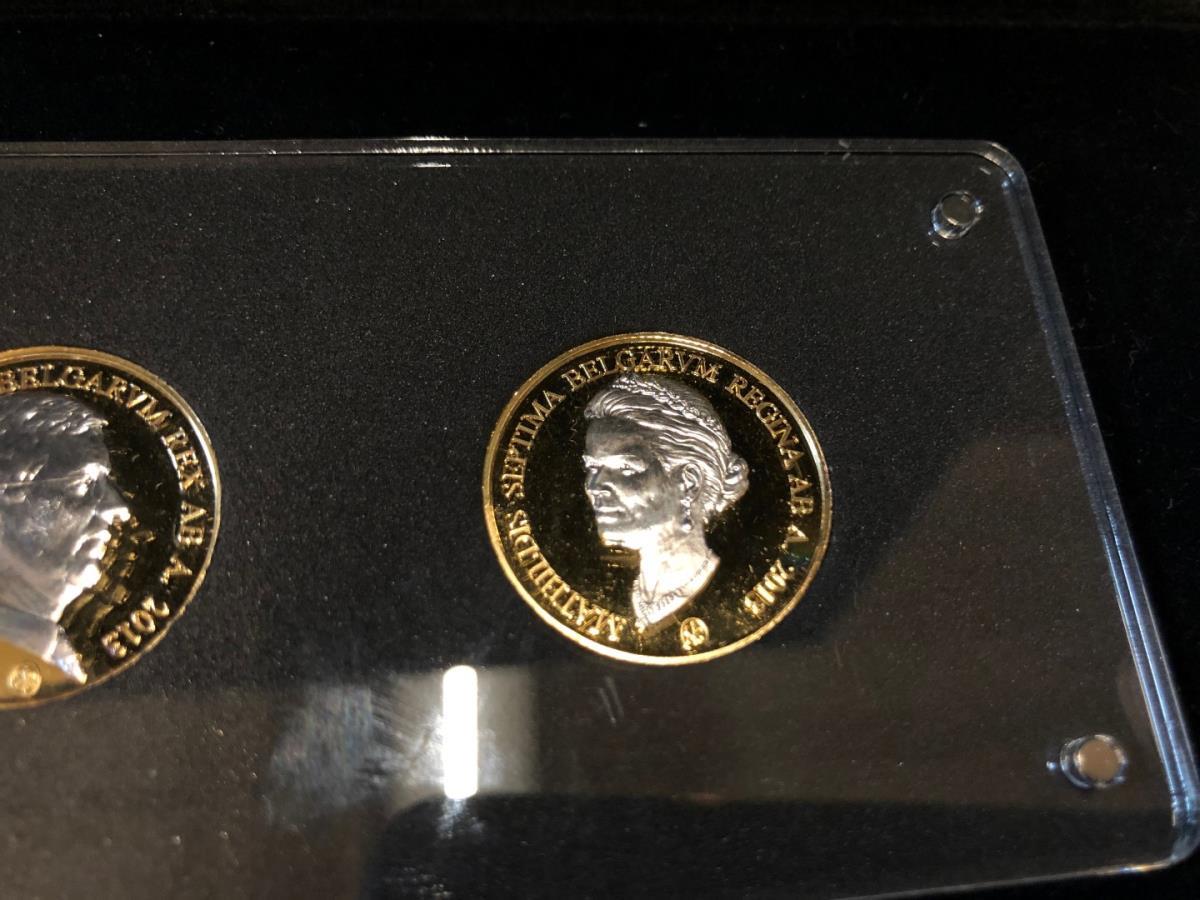 BELGARVM REX AB A. 2013
MATHILDIS SEPTIMA BELGARVM REGINA AB A. 2013